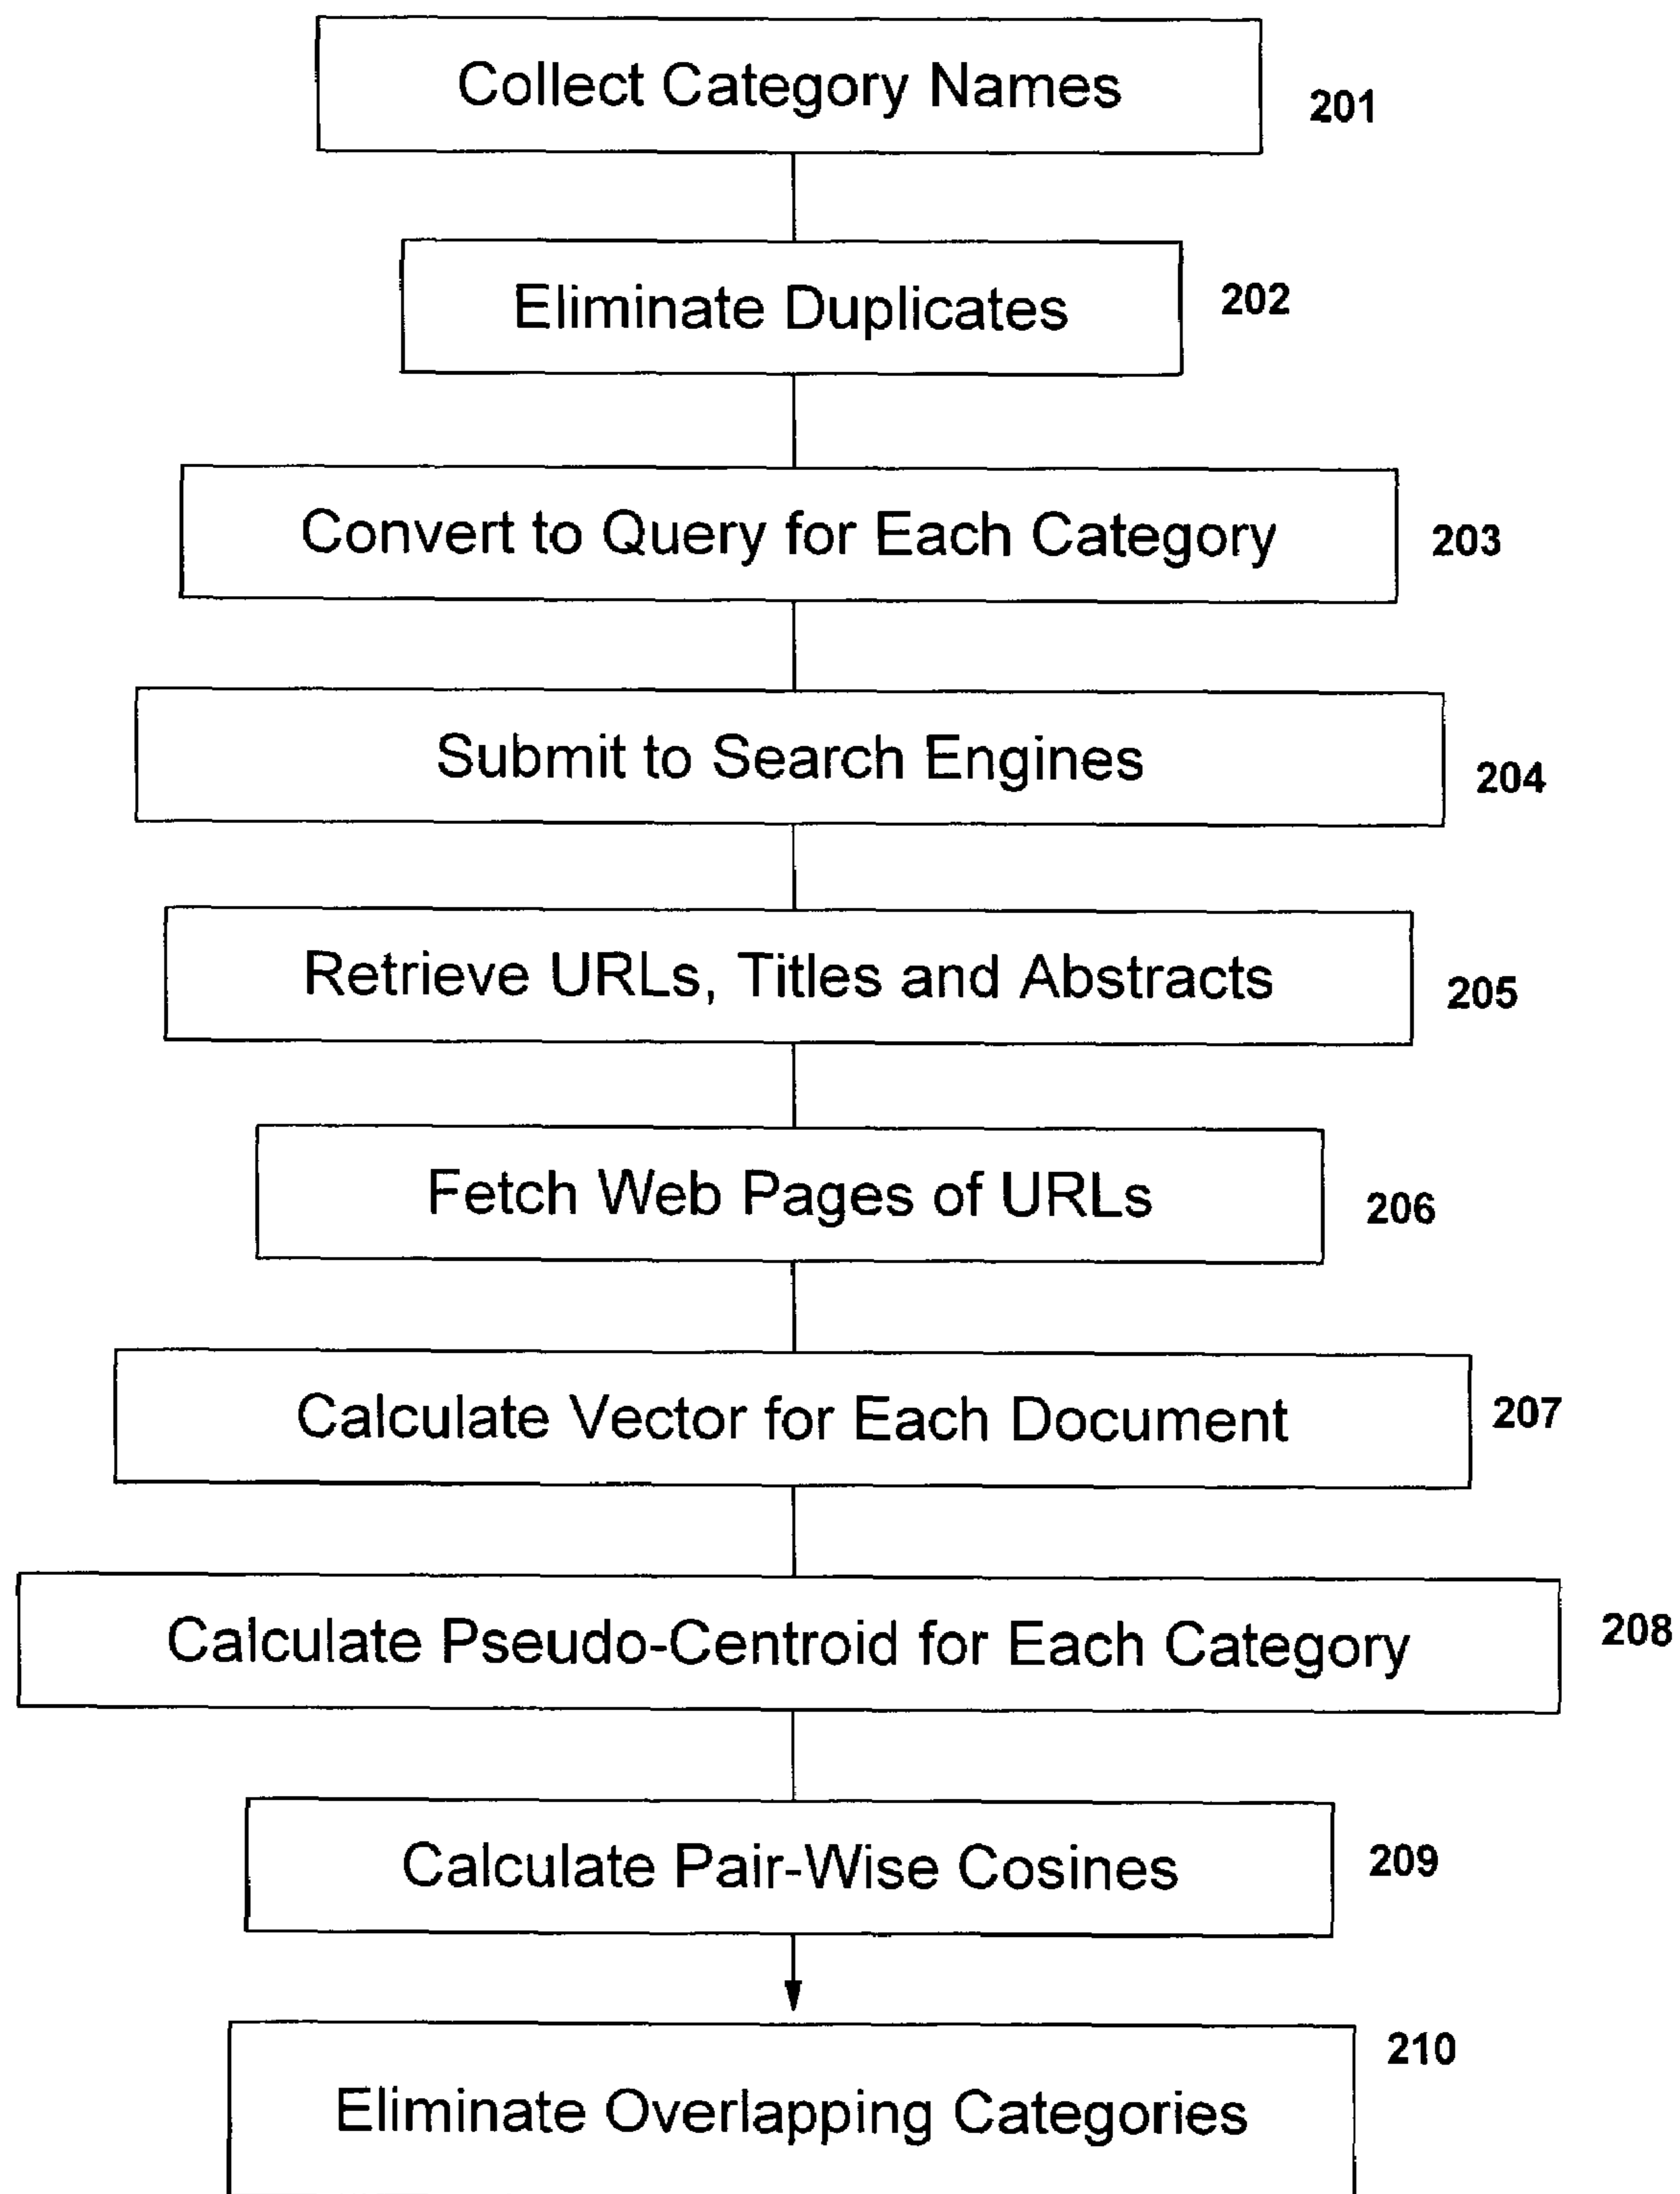 Collect Category Names
201
Eliminate Duplicates
202
Convert to Query for Each Category
203
Submit to Search Engines
204
Retrieve URLs, Titles and Abstracts
205
Fetch Web Pages of URLs
206
Calculate Vector for Each Document
207
Calculate Pseudo-Centroid for Each Category
208
Calculate Pair-Wise Cosines
209
210
Eliminate Overlapping Categories